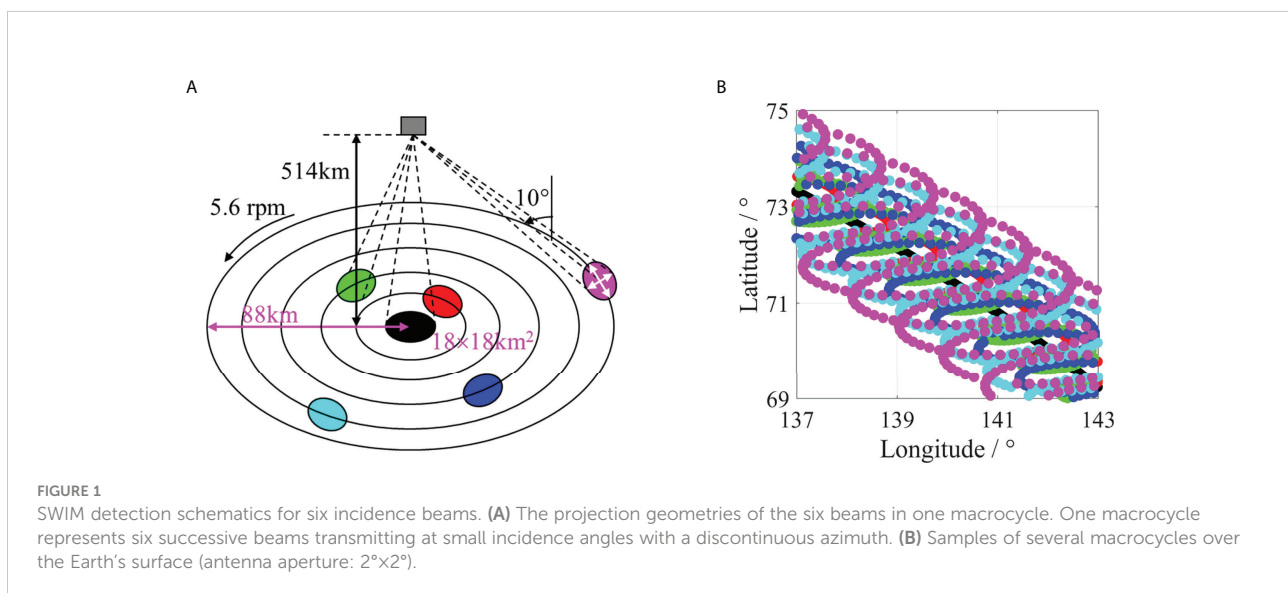 A
514km
5.6 rpm
10°
88km
18×18km²
B
75
73
71
69
Latitude / °
137
139
141
143
Longitude / °
FIGURE 1
SWIM detection schematics for six incidence beams. (A) The projection geometries of the six beams in one macrocycle. One macrocycle
represents six successive beams transmitting at small incidence angles with a discontinuous azimuth. (B) Samples of several macrocycles over
the Earth's surface (antenna aperture: 2°×2°).